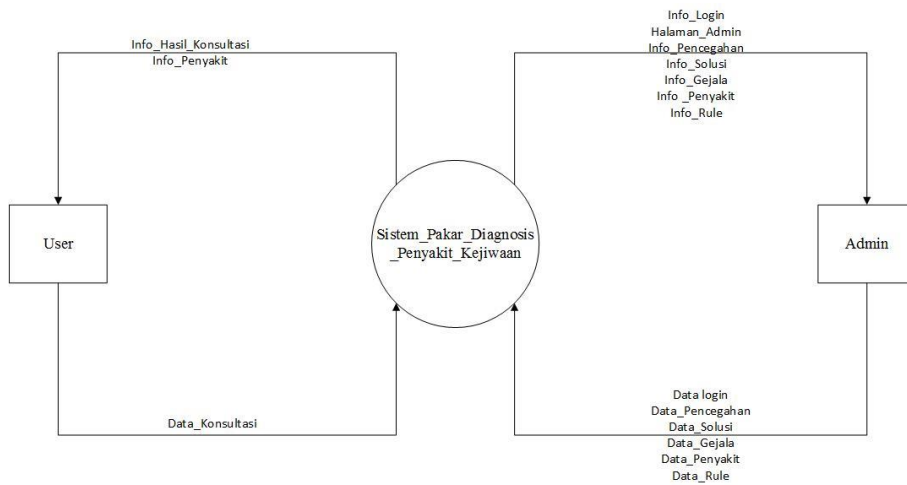 Info_Login
Halaman_Admin
Info_Pencegahan
Info_Solusi
Info_Gejala
Info _Penyakit
Info_Rule
Info_Hasil_Konsultasi
Info_Penyakit
User
Sistem_Pakar_Diagnosis
_Penyakit_Kejiwaan
Admin
Data_Konsultasi
Data login
Data_Pencegahan
Data_Solusi
Data_Gejala
Data_Penyakit
Data_Rule